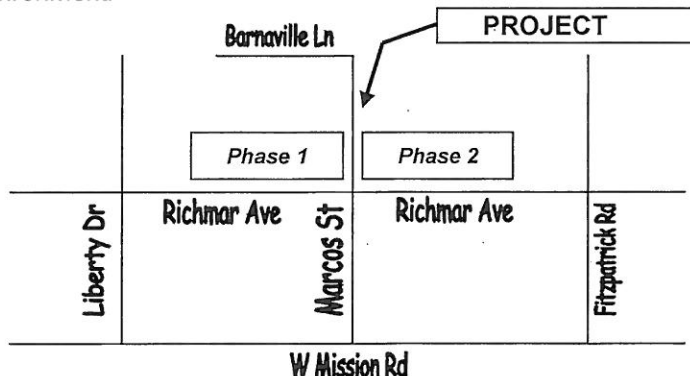 PROJECT
Barnaville Ln
Phase 1
Phase 2
Richmar Ave
Richmar Ave
Liberty Dr
Marcos St
Fitzpatrick Rd
W Mission Rd